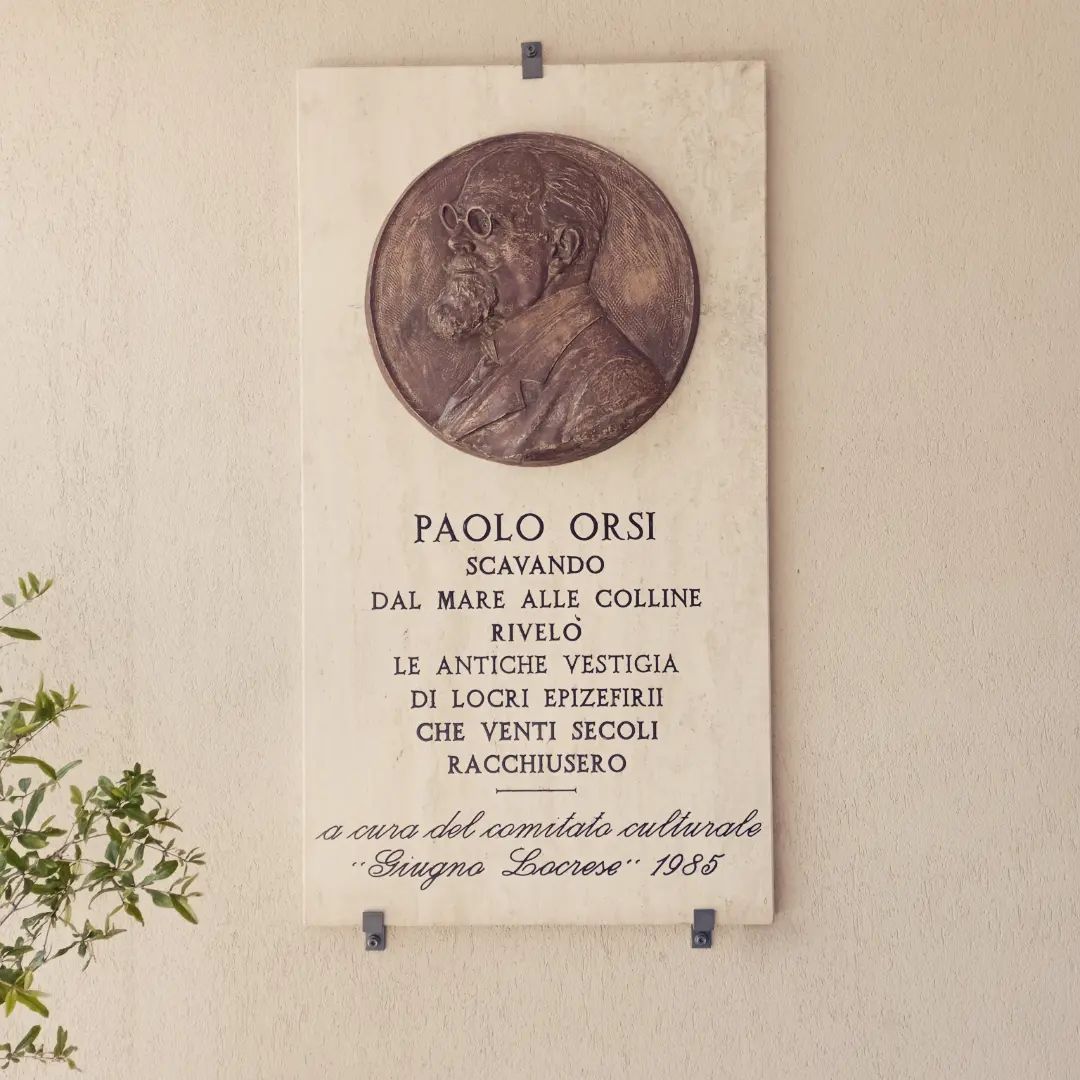 PAOLO ORSI
SCAVANDO
DAL MARE ALLE COLLINE
RIVELÒ
LE ANTICHE VESTIGIA
DI LOCRI EPIZEFIRII
CHE VENTI SECOLI
RACCHIUSERO
a cura del comitato culturale
"Giugno Locrese" 1985